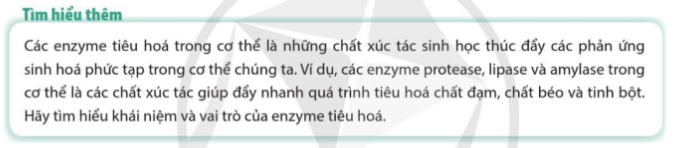 Tìm hiểu thêm
Các enzyme tiêu hoá trong cơ thể là những chất xúc tác sinh học thúc đẩy các phản ứng
sinh hoá phức tạp trong cơ thể chúng ta. Ví dụ, các enzyme protease, lipase và amylase trong
cơ thể là các chất xúc tác giúp đẩy nhanh quá trình tiêu hoá chất đạm, chất béo và tinh bột.
Hãy tìm hiểu khái niệm và vai trò của enzyme tiêu hoá.